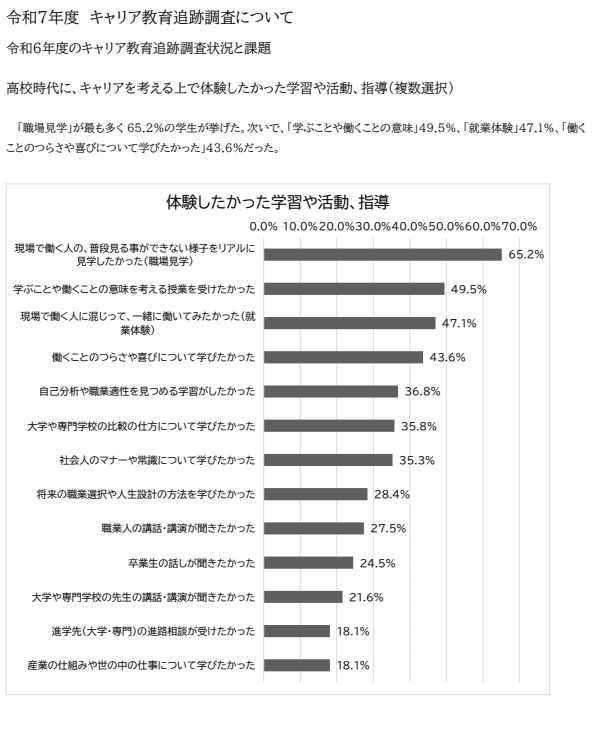 令和7年度　キャリア教育追跡調査について
令和6年度のキャリア教育追跡調査状況と課題
高校時代に、キャリアを考える上で体験したかった学習や活動、指導（複数選択）
「職場見学」が最も多く 65.2%の学生が挙げた。次いで、「学ぶことや働くことの意味」49.5%、「就業体験」47.1%、「働く
ことのつらさや喜びについて学びたかった」43.6%だった。
体験したかった学習や活動、指導
0.0% 10.0% 20.0% 30.0% 40.0% 50.0% 60.0% 70.0%
現場で働く人の、普段見る事ができない様子をリアルに
見学したかった（職場見学）
65.2%
学ぶことや働くことの意味を考える授業を受けたかった
49.5%
現場で働く人に混じって、一緒に働いてみたかった（就
業体験）
47.1%
働くことのつらさや喜びについて学びたかった
43.6%
自己分析や職業適性を見つめる学習がしたかった
36.8%
大学や専門学校の比較の仕方について学びたかった
35.8%
社会人のマナーや常識について学びたかった
35.3%
将来の職業選択や人生設計の方法を学びたかった
28.4%
職業人の講話・講演が聞きたかった
27.5%
卒業生の話しが聞きたかった
24.5%
大学や専門学校の先生の講話・講演が聞きたかった
21.6%
進学先（大学・専門）の進路相談が受けたかった
18.1%
産業の仕組みや世の中の仕事について学びたかった
18.1%